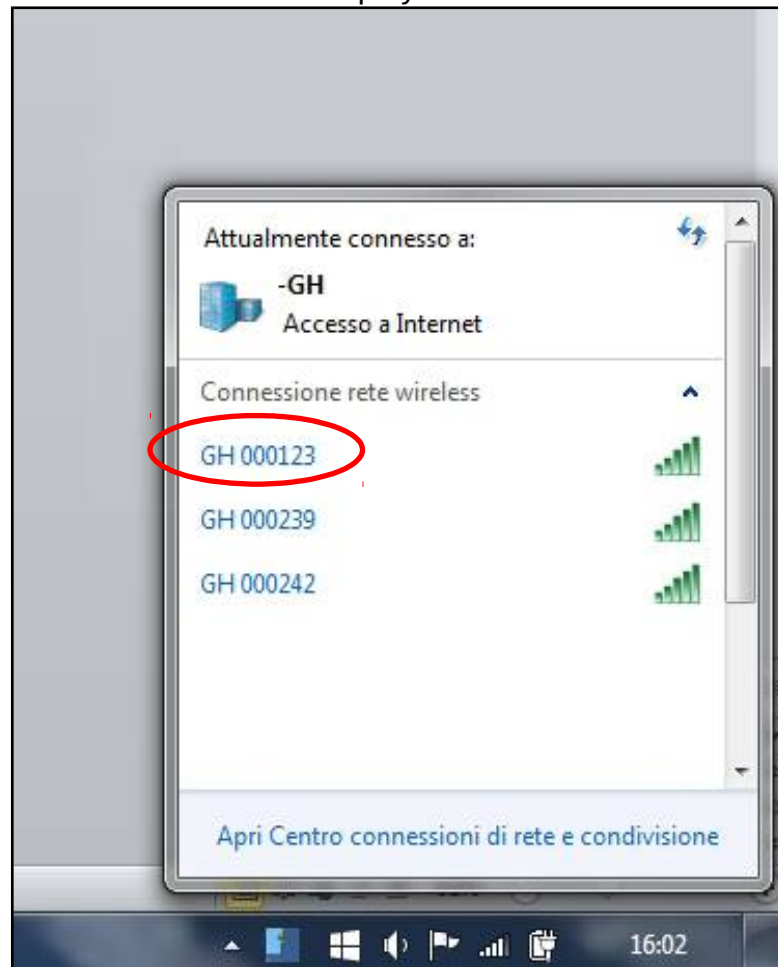 Attualmente connesso a:
-GH
Accesso a Internet
Connessione rete wireless
GH 000123
GH 000239
GH 000242
Apri Centro connessioni di rete e condivisione
16:02